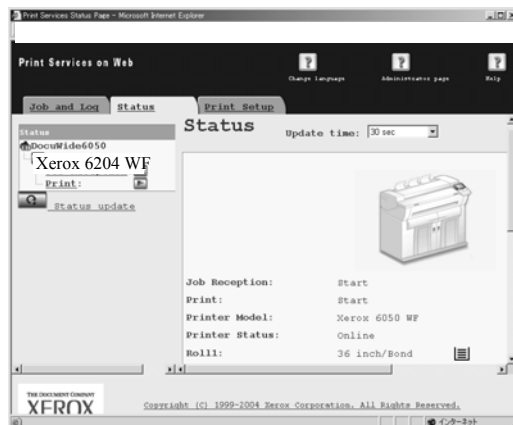 Print Services Status Page - Microsoft Internet Explorer
Print Services on Web
Change language
Administrator page
Help
Job and Log
Status
Print Setup
Status
DocuWide6050
Xerox 6204 WF
Print:
Status update
Status
Update time: 30 sec
Job Reception: Start
Print: Start
Printer Model: Xerox 6050 WF
Printer Status: Online
Roll1: 36 inch/Bond
THE DOCUMENT COMPANY
XEROX
Copyright (C) 1999-2004 Xerox Corporation. All Rights Reserved.
インターネット